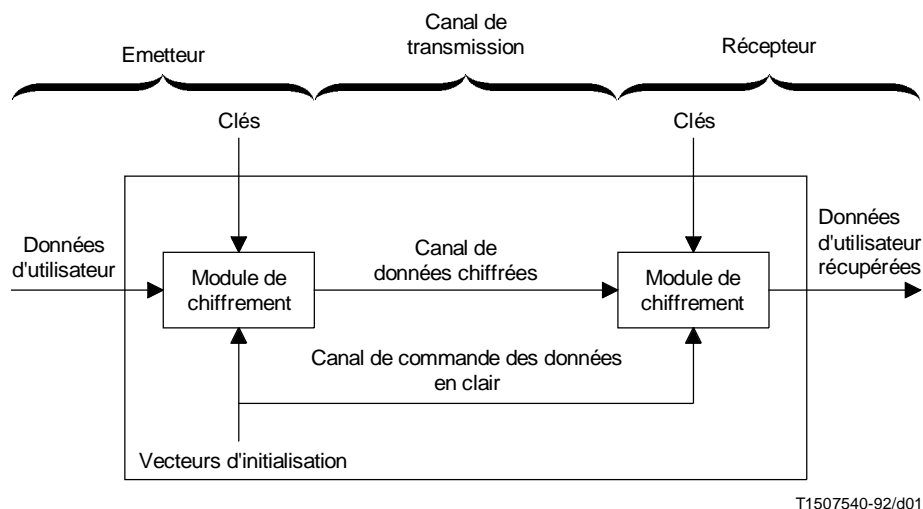 Canal de
transmission
Emetteur
Récepteur
Clés
Clés
Données
d'utilisateur
Module de
chiffrement
Canal de
données chiffrées
Module de
chiffrement
Données
d'utilisateur
récupérées
Canal de commande des données
en clair
Vecteurs d'initialisation
T1507540-92/d01